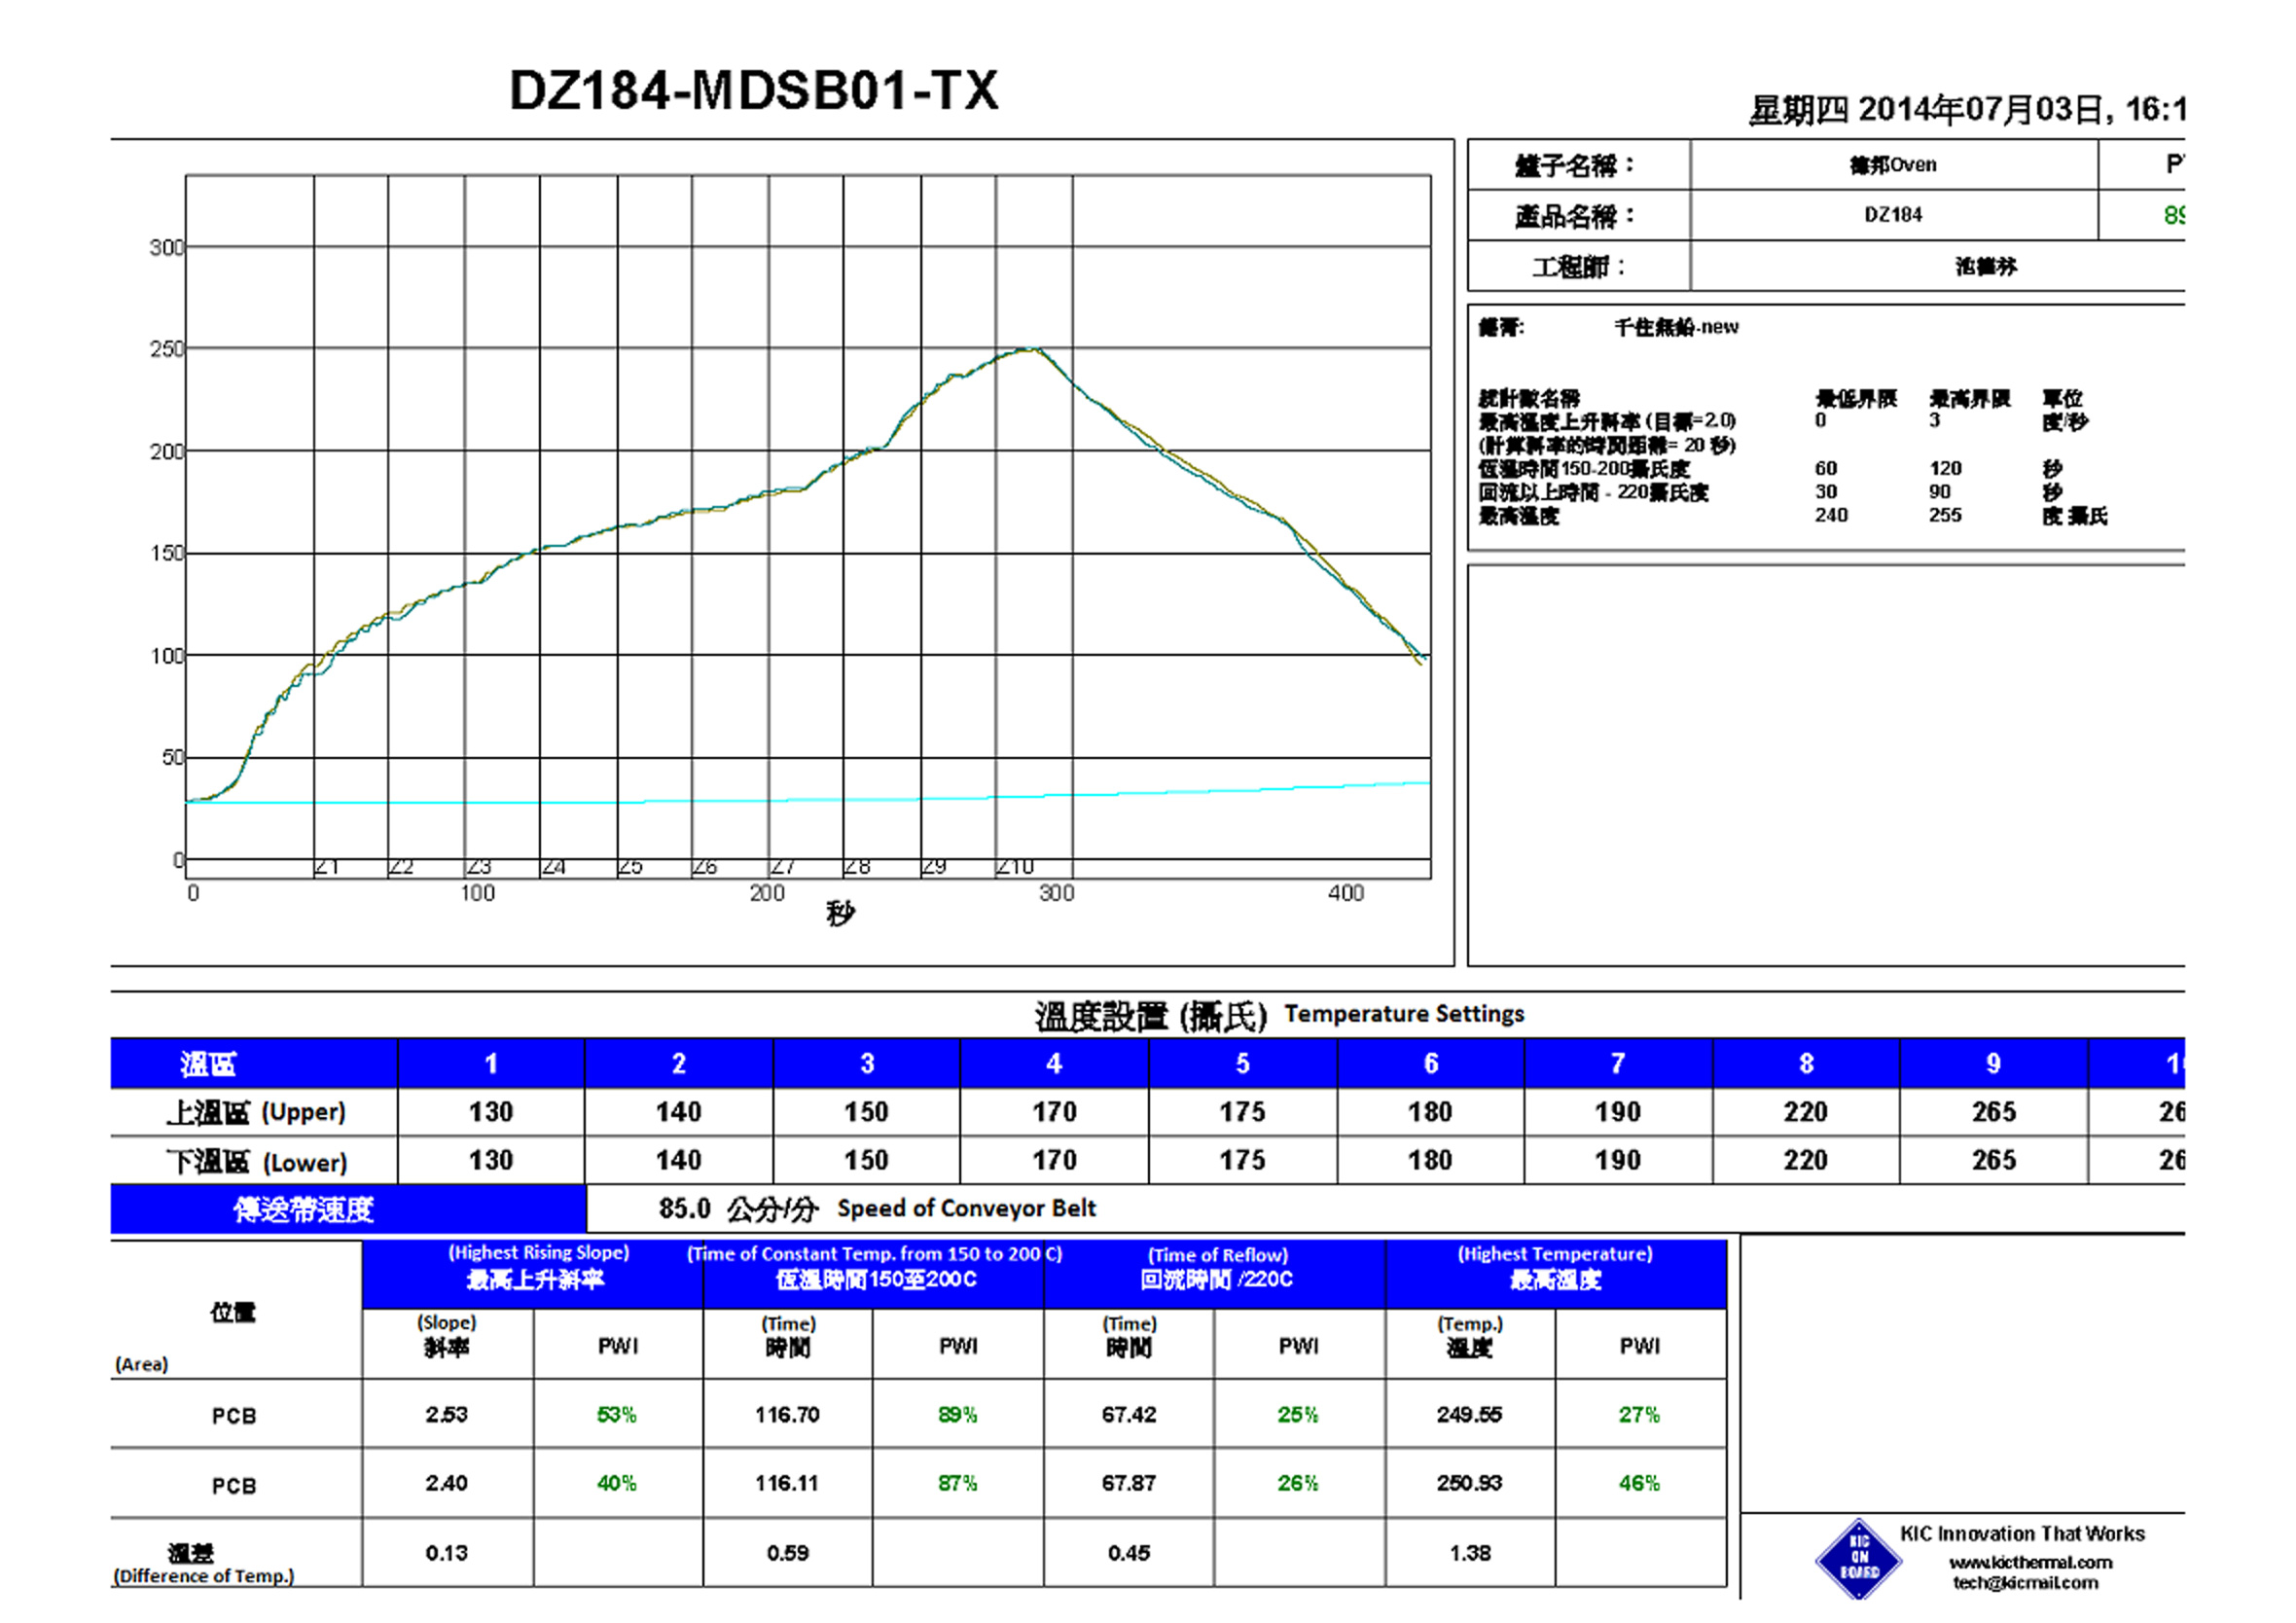 DZ184-MDSB01-TX
星期四 2014年07月03日, 16:1
爐子名稱：
德邦Oven
產品名稱：
DZ184
89
工程師：
錫膏: 千住無鉛-new
統計數名稱 最低界限 最高界限 單位
最高溫度上升斜率 (目標=2.0) 0 3 度/秒
(計算斜率的時間距離= 20 秒)
恆溫時間150-200攝氏度 60 120 秒
回流以上時間 - 220攝氏度 30 90 秒
最高溫度 240 255 度 攝氏
300
250
200
150
100
50
0
Z1 Z2 Z3 Z4 Z5 Z6 Z7 Z8 Z9 Z10
0 100 200 300 400
秒
溫度設置 (攝氏) Temperature Settings
溫區 1 2 3 4 5 6 7 8 9
上溫區 (Upper) 130 140 150 170 175 180 190 220 265 26
下溫區 (Lower) 130 140 150 170 175 180 190 220 265 26
傳送帶速度 85.0 公分/分 Speed of Conveyor Belt
(Highest Rising Slope) (Time of Constant Temp. from 150 to 200 C) (Time of Reflow) (Highest Temperature)
最高上升斜率 恆溫時間150至200C 回流時間 /220C 最高溫度
位置
(Area)
(Slope) (Time) (Time) (Temp.)
斜率 PWI 時間 PWI 時間 PWI 溫度 PWI
PCB 2.53 53% 116.70 89% 67.42 25% 249.55 27%
PCB 2.40 40% 116.11 87% 67.87 26% 250.93 46%
溫差 0.13 0.59 0.45 1.38
(Difference of Temp.)
KIC
ON
BOARD
KIC Innovation That Works
www.kicthermal.com
tech@kicmail.com